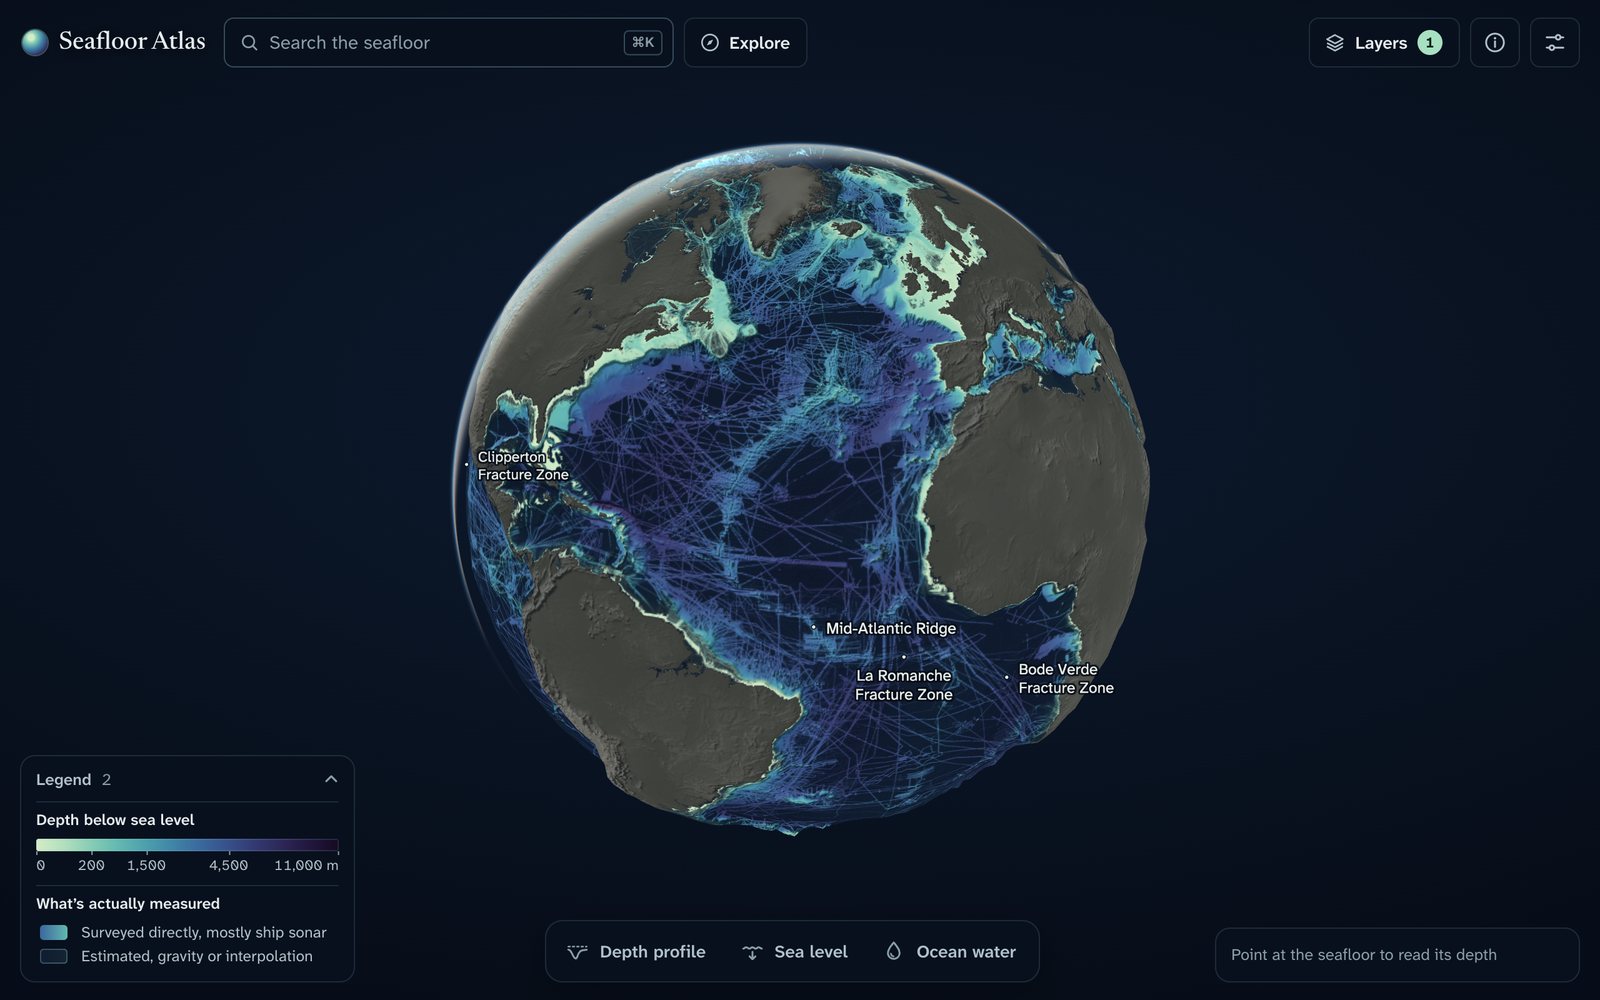 Seafloor Atlas
Search the seafloor
⌘K
Explore
Layers 1
Clipperton
Fracture Zone
Mid-Atlantic Ridge
La Romanche
Fracture Zone
Bode Verde
Fracture Zone
Legend 2
Depth below sea level
0 200 1,500 4,500 11,000 m
What's actually measured
Surveyed directly, mostly ship sonar
Estimated, gravity or interpolation
Depth profile
Sea level
Ocean water
Point at the seafloor to read its depth